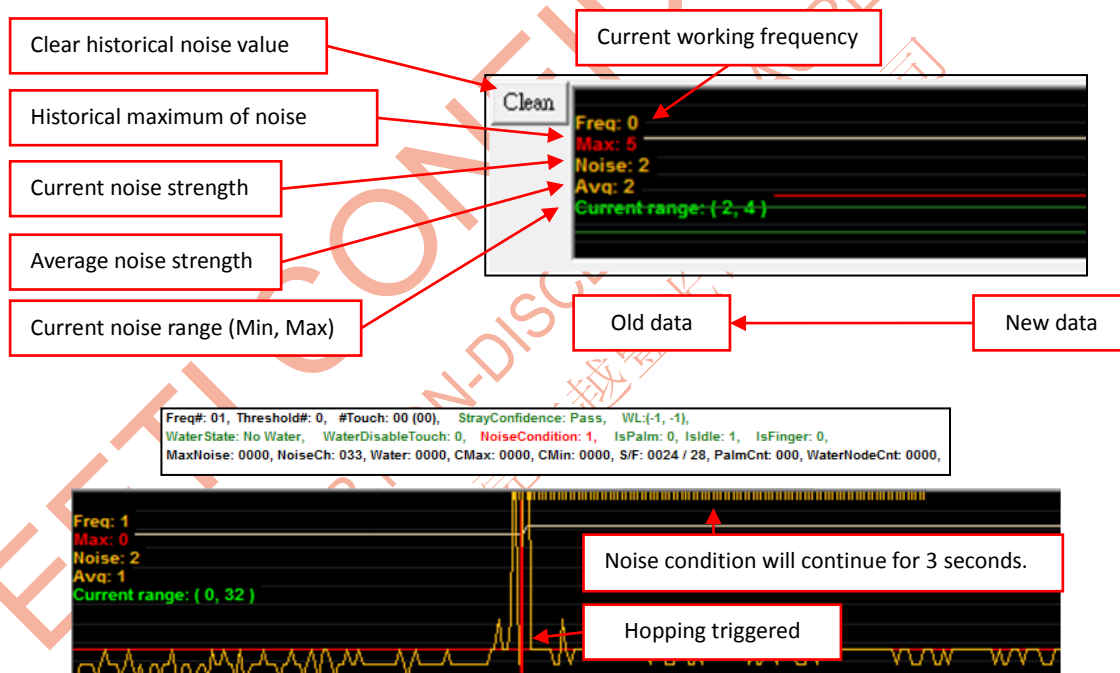 Clear historical noise value
Current working frequency
Clean
Historical maximum of noise
Freq: 0
Max: 5
Current noise strength
Noise: 2
Avg: 2
Current range: ( 2, 4 )
Average noise strength
Current noise range (Min, Max)
Old data
New data
Freq#: 01, Threshold#: 0, #Touch: 00 (00), StrayConfidence: Pass, WL:(-1, -1),
WaterState: No Water, WaterDisableTouch: 0, NoiseCondition: 1, IsPalm: 0, IsIdle: 1, IsFinger: 0,
MaxNoise: 0000, NoiseCh: 033, Water: 0000, CMax: 0000, CMin: 0000, S/F: 0024 / 28, PalmCnt: 000, WaterNodeCnt: 0000,
Freq: 1
Max: 0
Noise: 2
Avg: 1
Current range: ( 0, 32 )
Noise condition will continue for 3 seconds.
Hopping triggered